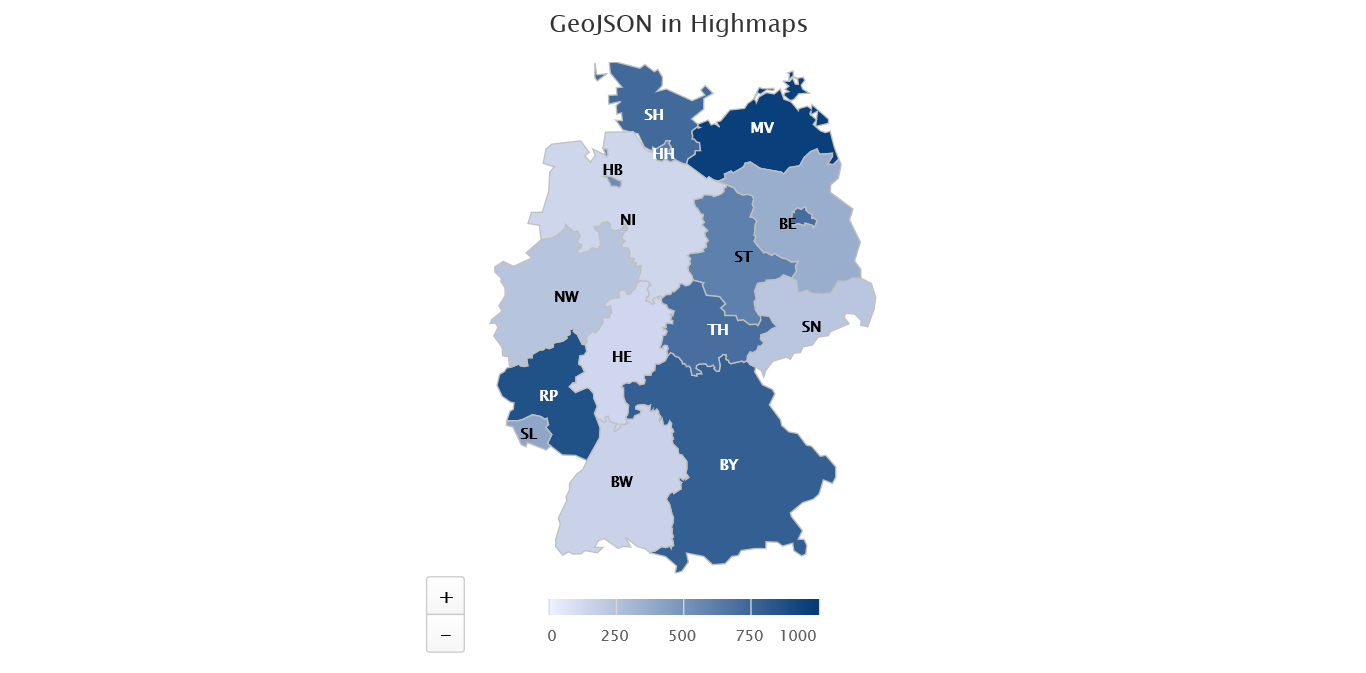 GeoJSON in Highmaps
SH
MV
HH
HB
NI
BE
ST
NW
SN
TH
HE
RP
SL
BY
BW
+
−
0 250 500 750 1000